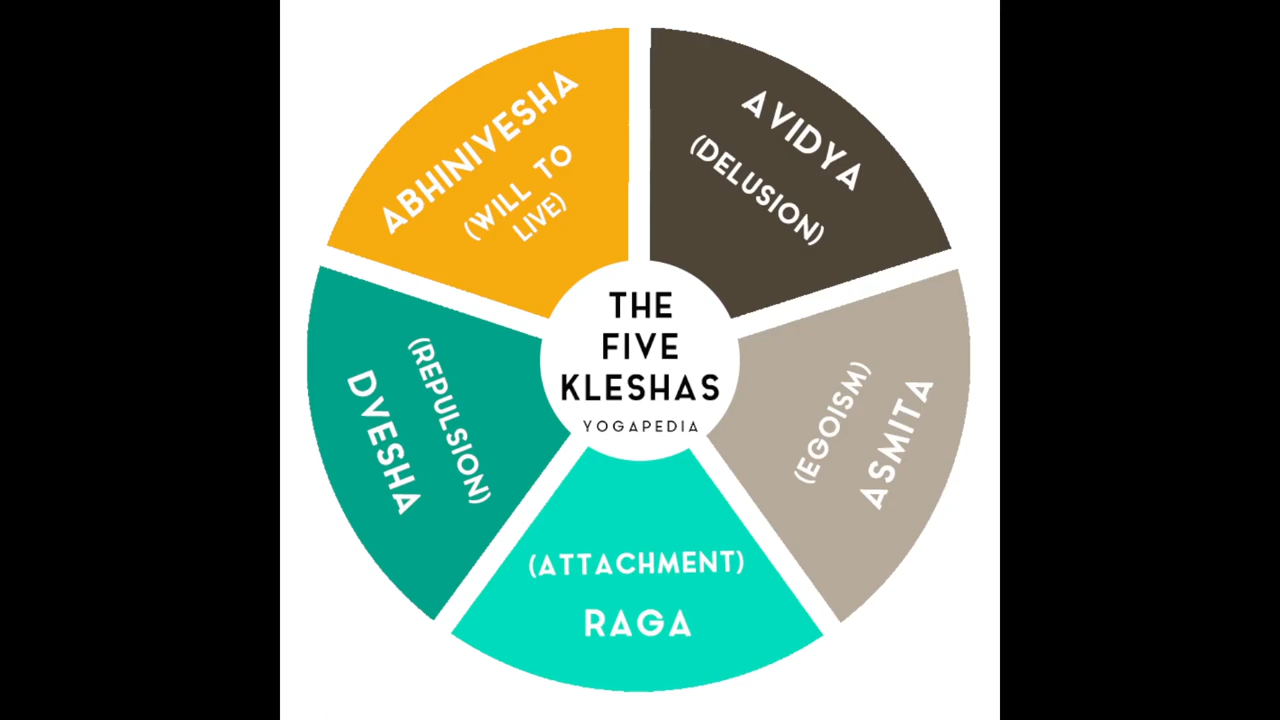 THE
FIVE
KLESHAS
YOGAPEDIA
AVIDYA
(DELUSION)
ASMITA
(EGOISM)
(ATTACHMENT)
RAGA
DVESHA
(REPULSION)
ABHINIVESHA
(WILL TO
LIVE)